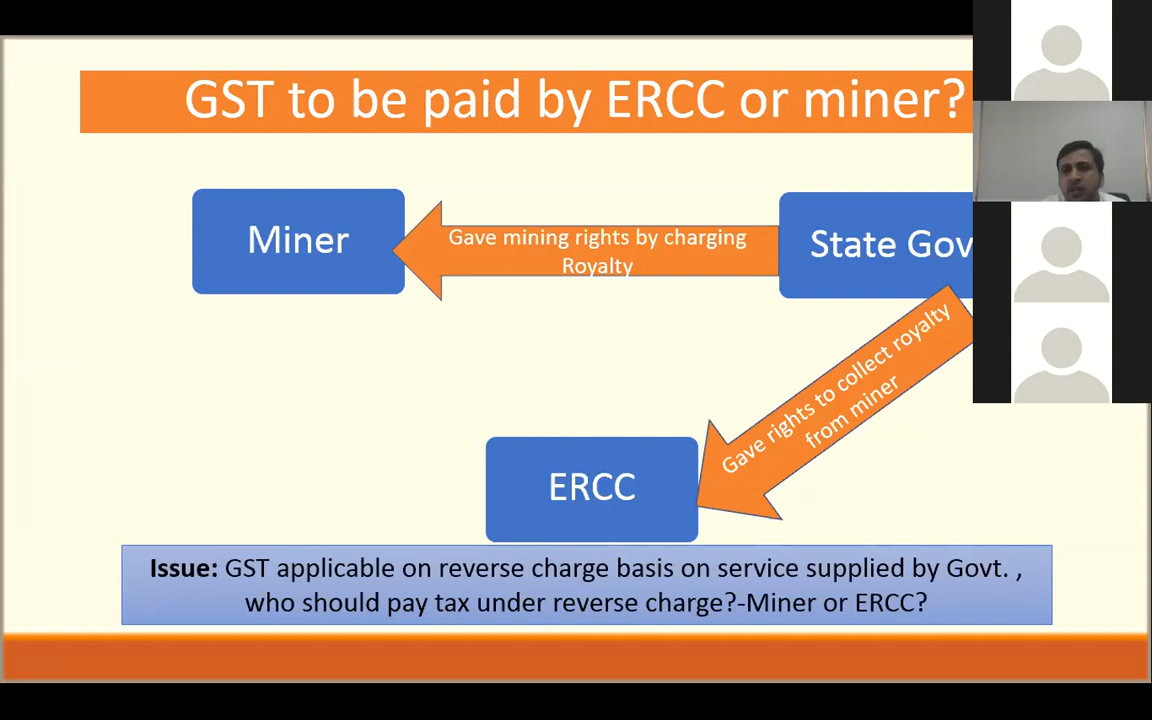 GST to be paid by ERCC or miner?
Miner
Gave mining rights by charging
Royalty
State Gov
Gave rights to collect royalty
from miner
ERCC
Issue: GST applicable on reverse charge basis on service supplied by Govt. ,
who should pay tax under reverse charge?-Miner or ERCC?